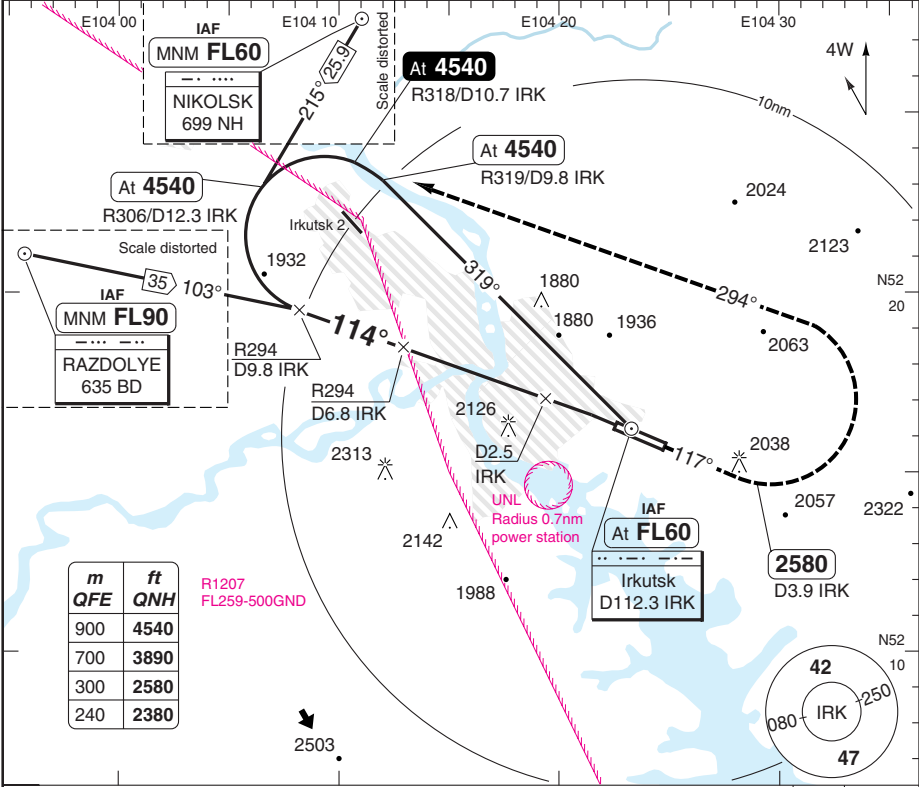 E104 00
E104 10
E104 20
E104 30
IAF
MNM FL60
NIKOLSK
699 NH
215°
25.9
Scale distorted
At 4540
R318/D10.7 IRK
4W
10nm
At 4540
R319/D9.8 IRK
At 4540
R306/D12.3 IRK
2024
2123
Irkutsk 2
Scale distorted
35
103°
IAF
MNM FL90
RAZDOLYE
635 BD
1932
319°
1880
1880
1936
294°
N52
20
2063
114°
R294
D9.8 IRK
R294
D6.8 IRK
2126
D2.5
IRK
2313
117°
2038
2057
2322
UNL
Radius 0.7nm
power station
2142
IAF
At FL60
Irkutsk
D112.3 IRK
2580
D3.9 IRK
1988
m ft
QFE QNH
900 4540
700 3890
300 2580
240 2380
R1207
FL259-500GND
N52
10
42
080
IRK
250
47
2503